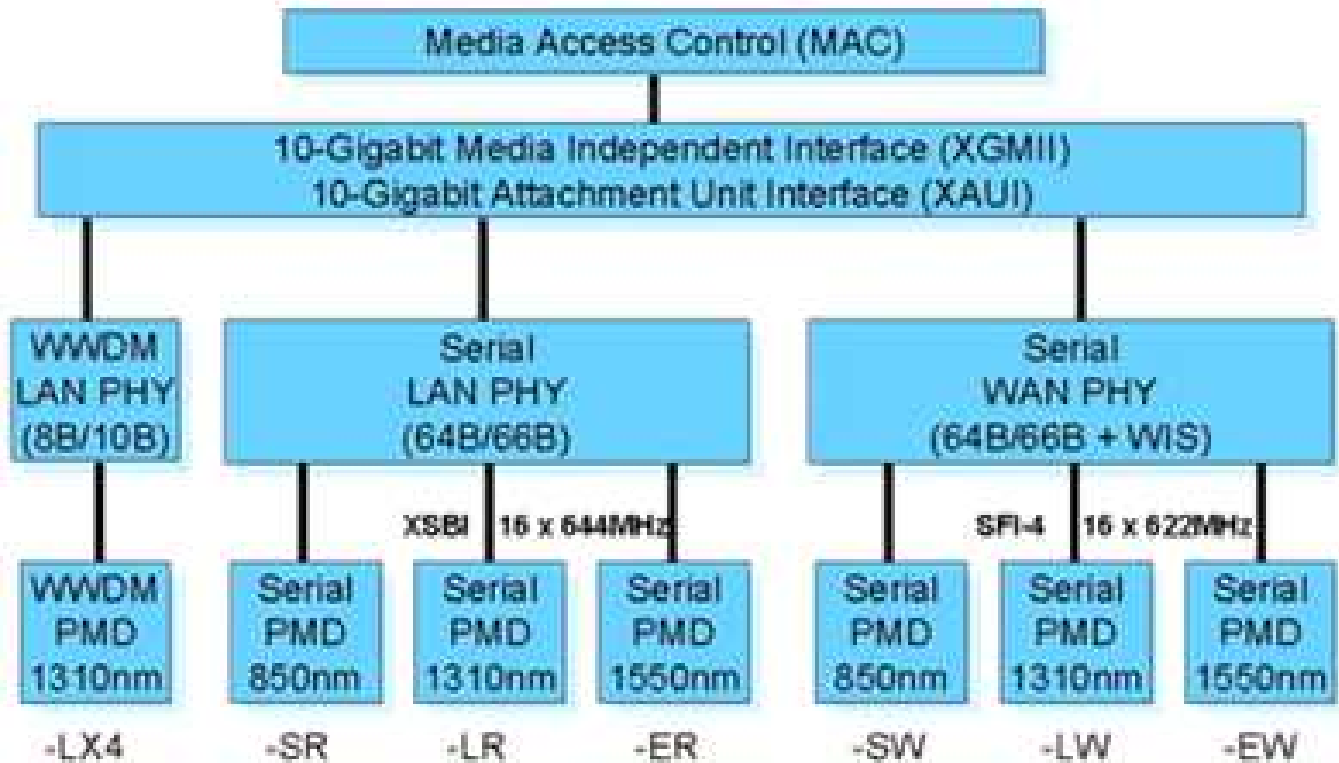 Media Access Control (MAC)
10-Gigabit Media Independent Interface (XGMII)
10-Gigabit Attachment Unit Interface (XAUI)
WWDM
LAN PHY
(8B/10B)
Serial
LAN PHY
(64B/66B)
Serial
WAN PHY
(64B/66B + WIS)
XSBI 16 x 644MHz
SFI-4 16 x 622MHz
WWDM
PMD
1310nm
Serial
PMD
850nm
Serial
PMD
1310nm
Serial
PMD
1550nm
Serial
PMD
850nm
Serial
PMD
1310nm
Serial
PMD
1550nm
-LX4 -SR -LR -ER -SW -LW -EW